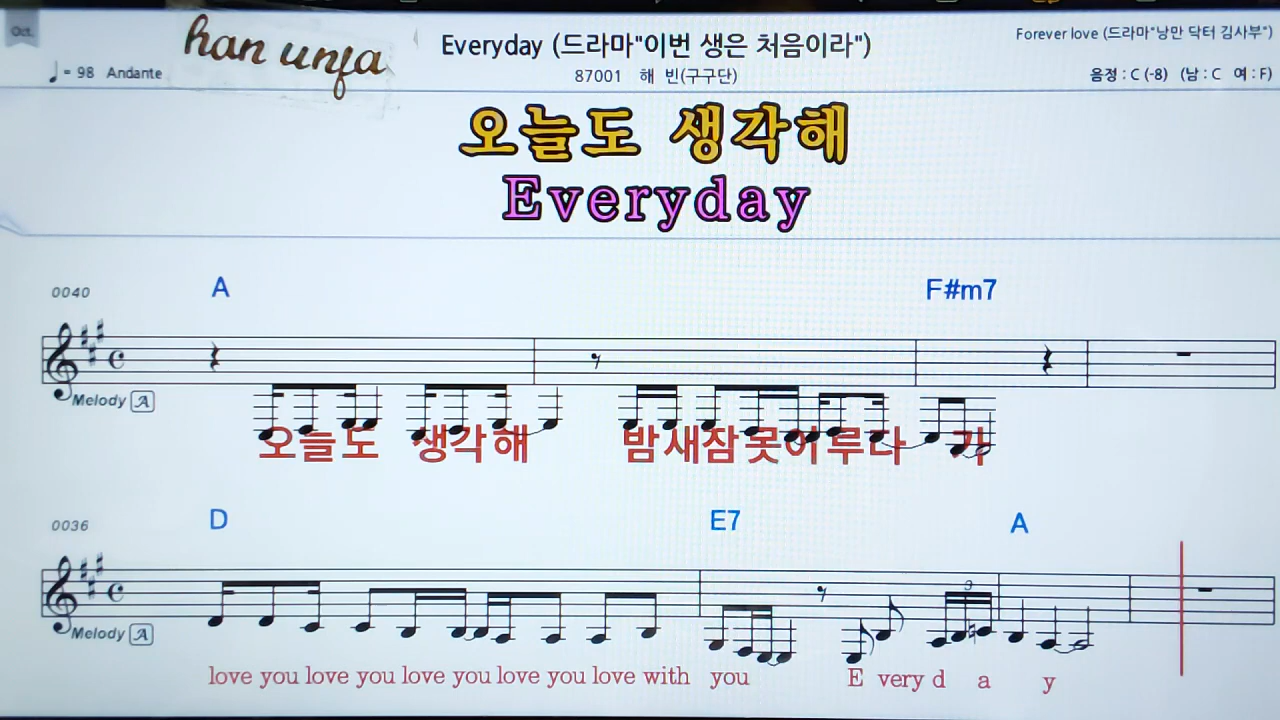 Oct.
han unfa
♩= 98 Andante
Everyday (드라마"이번 생은 처음이라")
87001 해 빈(구구단)
Forever love (드라마"낭만 닥터 김사부")
음정 : C (-8) (남 : C 여 : F)
오늘도 생각해
Everyday
0040
A F#m7
Melody A
오늘도 생각해 밤새잠못이루다 가
0036
D E7 A
3
Melody A
love you love you love you love you love with you E very d a y